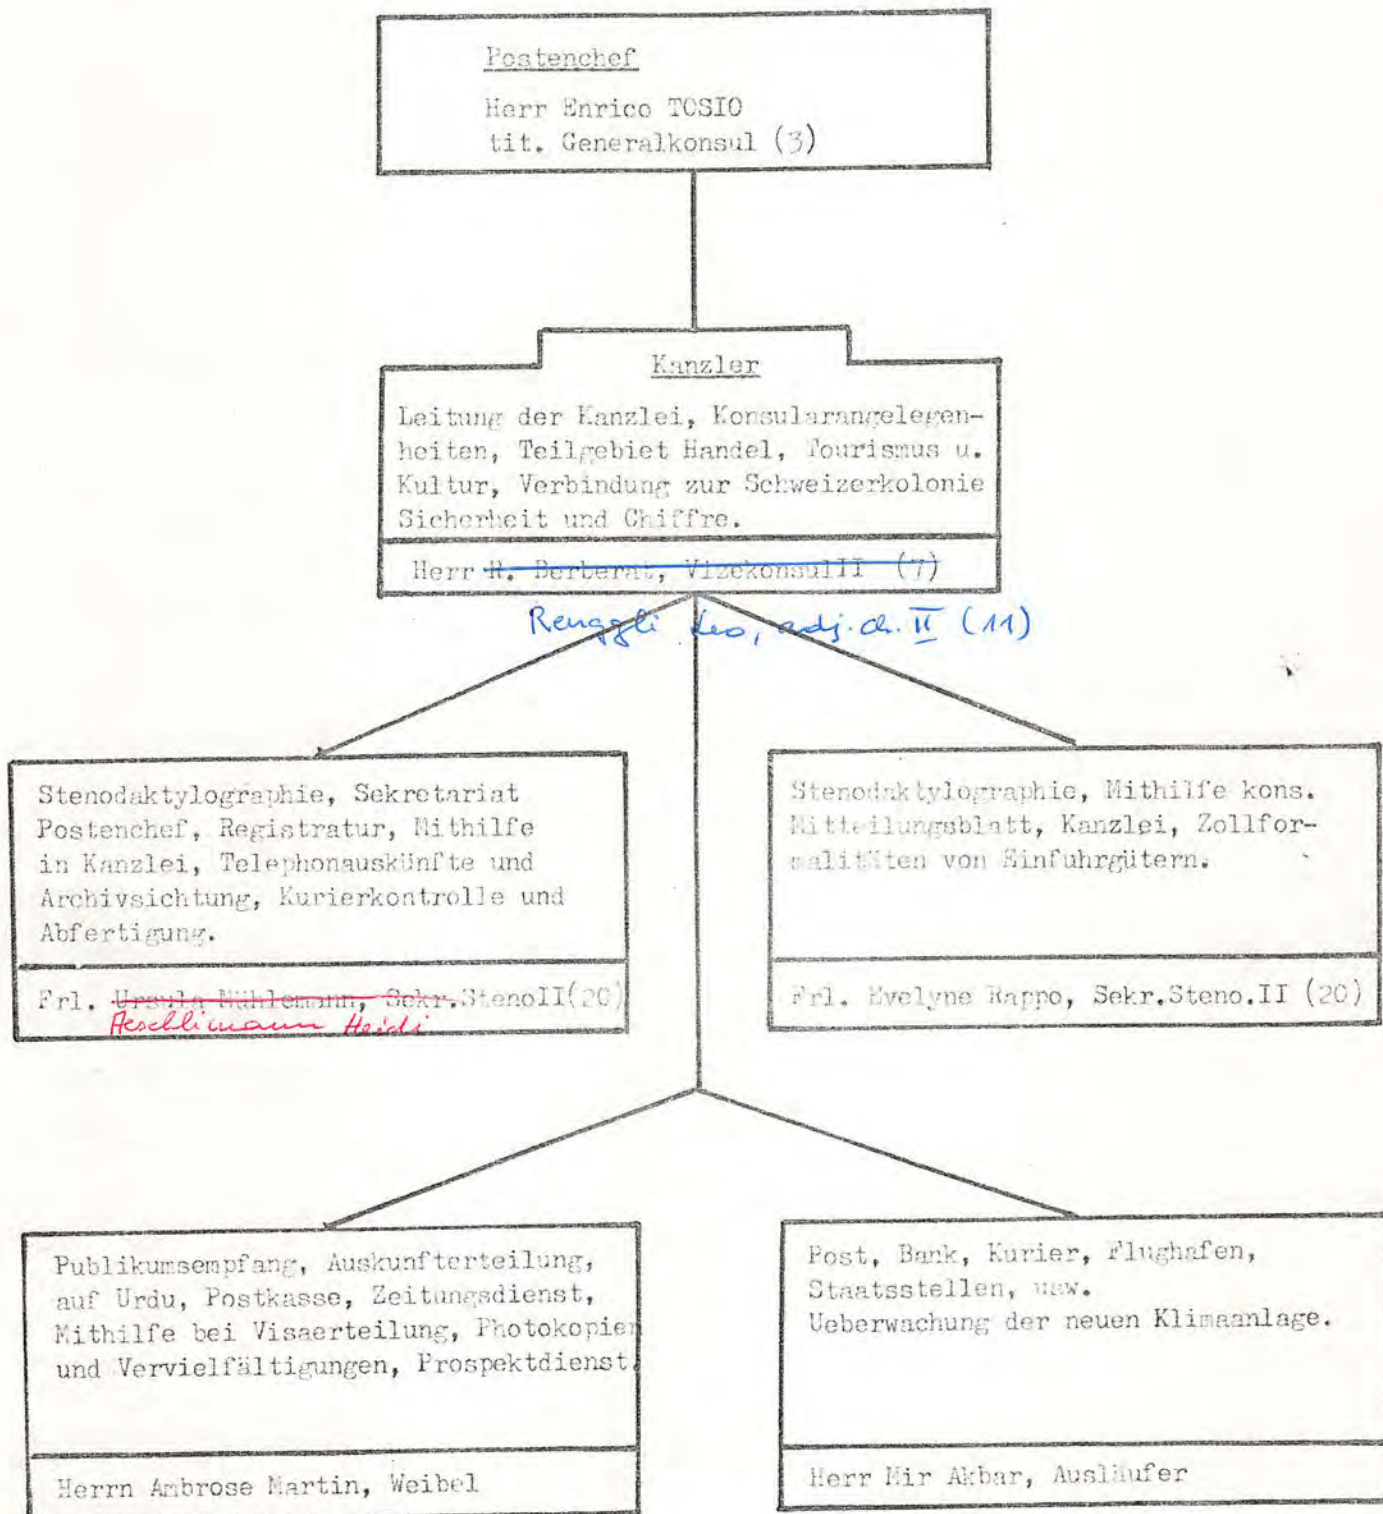 Postenchef
Herr Enrico TOSIO
tit. Generalkonsul (3)
Kanzler
Leitung der Kanzlei, Konsularangelegen-
heiten, Teilgebiet Handel, Tourismus u.
Kultur, Verbindung zur Schweizerkolonie
Sicherheit und Chiffre.
Herr R. Berberat, VizekonsulII (7)
Renggli Leo, adj. ch. II (11)
Stenodaktylographie, Sekretariat
Postenchef, Registratur, Mithilfe
in Kanzlei, Telephonauskünfte und
Archivsichtung, Kurierkontrolle und
Abfertigung.
Frl. Ursula Mühlemann, Sekr.StenoII(20)
Aeschlimann Heidi
Stenodaktylographie, Mithilfe kons.
Mitteilungsblatt, Kanzlei, Zollfor-
malitäten von Einfuhrgütern.
Frl. Evelyne Rappo, Sekr.Steno.II (20)
Publikumsempfang, Auskunfterteilung,
auf Urdu, Postkasse, Zeitungsdienst,
Mithilfe bei Visaerteilung, Photokopien
und Vervielfältigungen, Prospektdienst.
Herrn Ambrose Martin, Weibel
Post, Bank, Kurier, Flughafen,
Staatsstellen, usw.
Ueberwachung der neuen Klimaanlage.
Herr Mir Akbar, Ausläufer